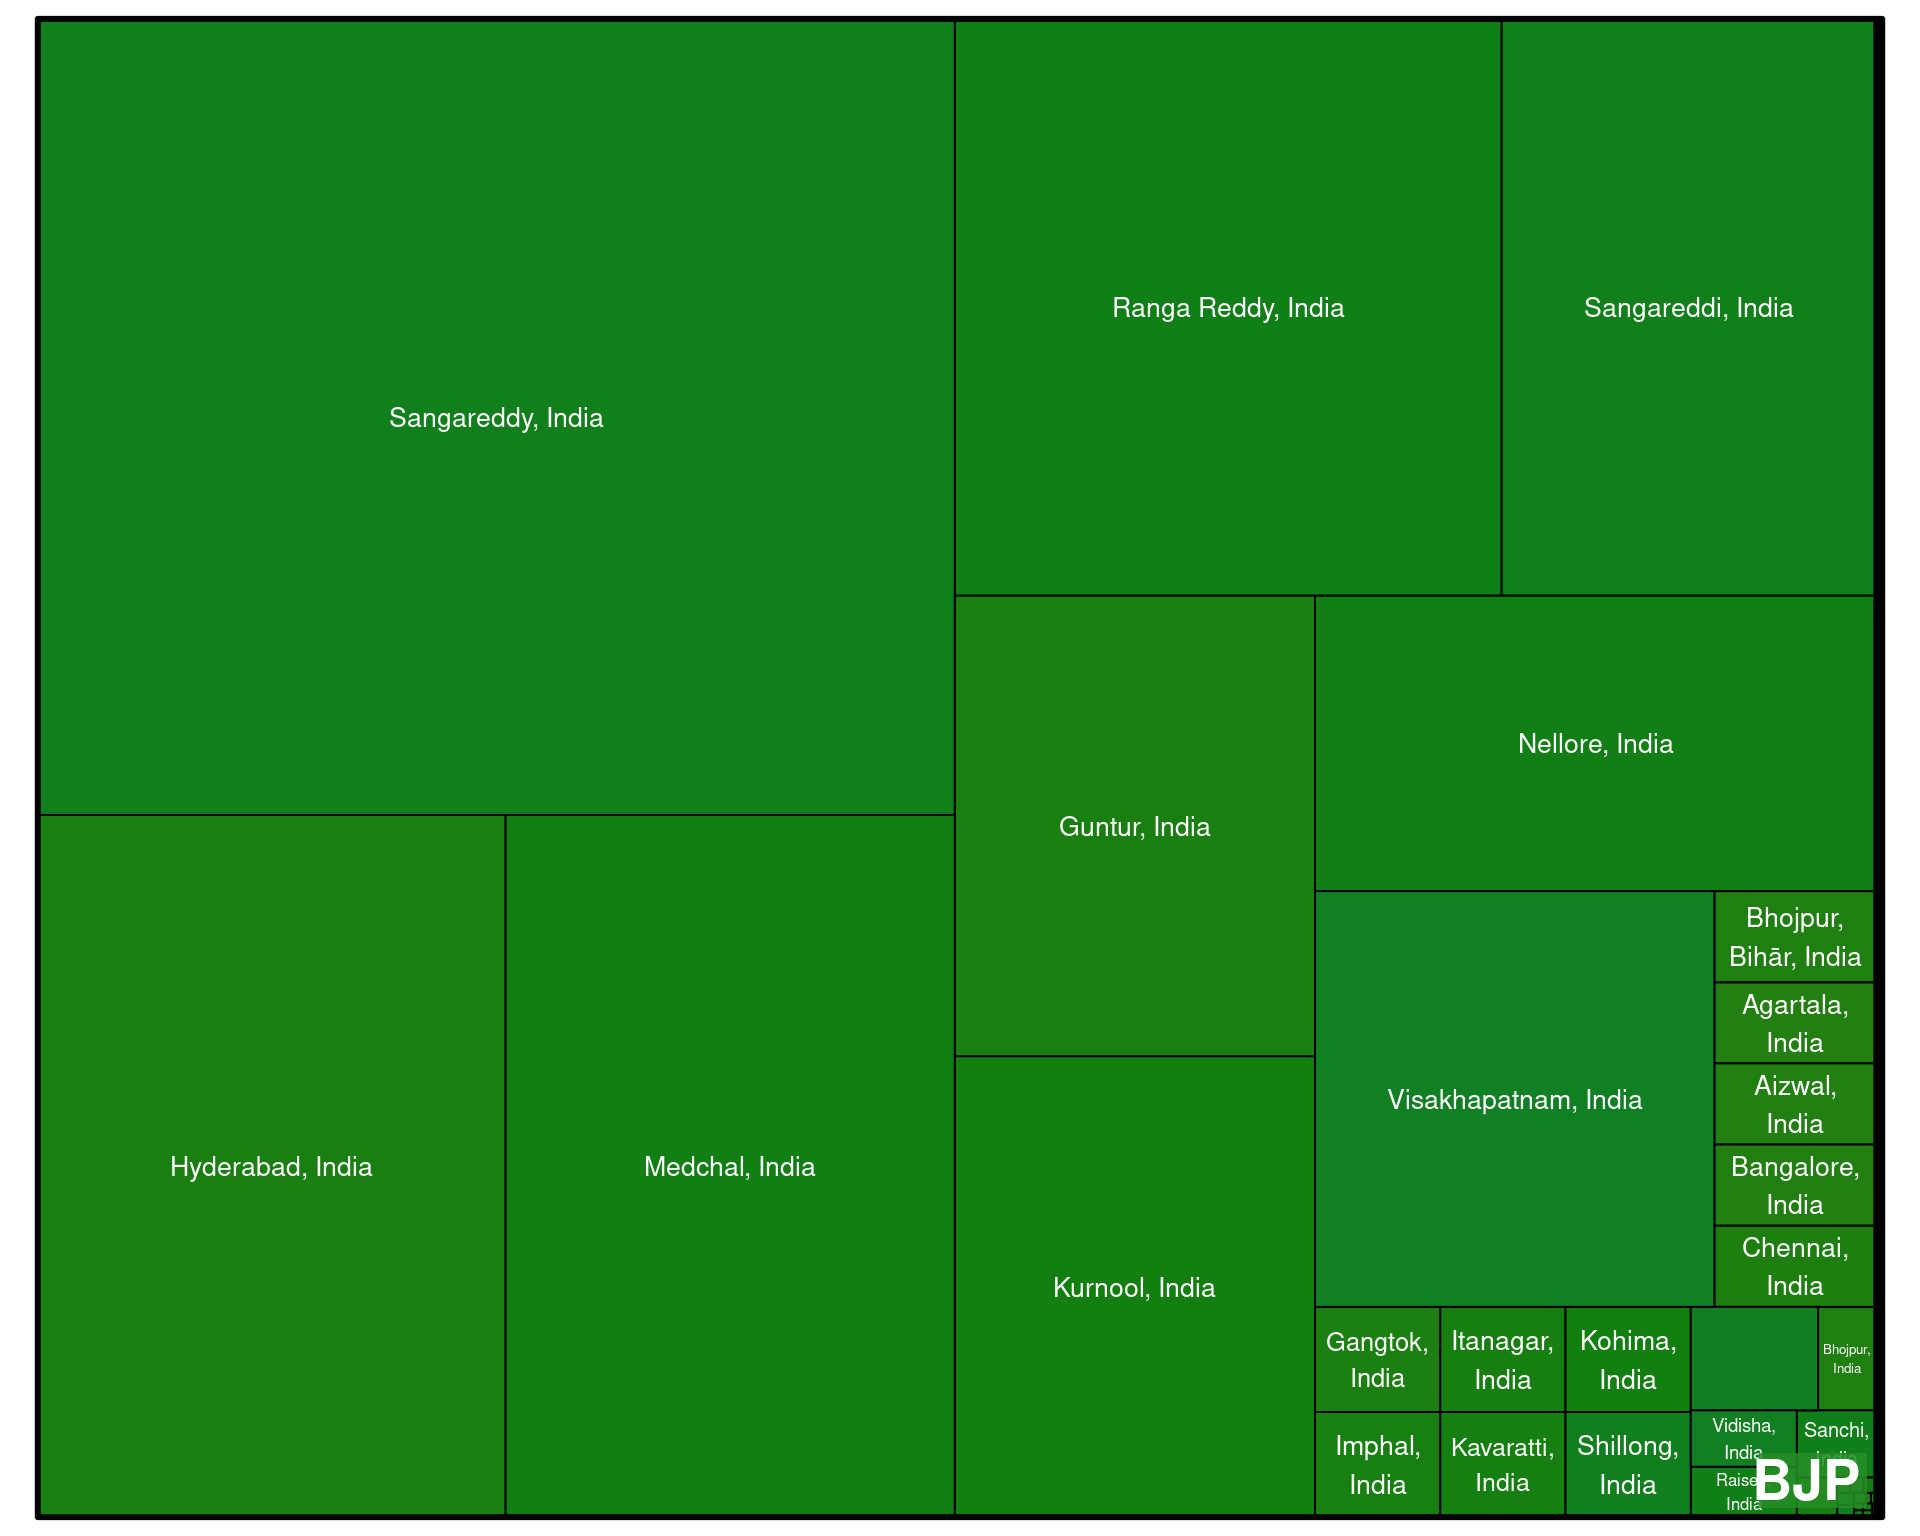 Sangareddy, India
Ranga Reddy, India
Sangareddi, India
Hyderabad, India
Medchal, India
Guntur, India
Kurnool, India
Nellore, India
Visakhapatnam, India
Bhojpur,
Bihār, India
Agartala,
India
Aizwal,
India
Bangalore,
India
Chennai,
India
Gangtok,
India
Itanagar,
India
Kohima,
India
Imphal,
India
Kavaratti,
India
Shillong,
India
Bhojpur,
India
Vidisha,
India
Sanchi,
India
India
BJP